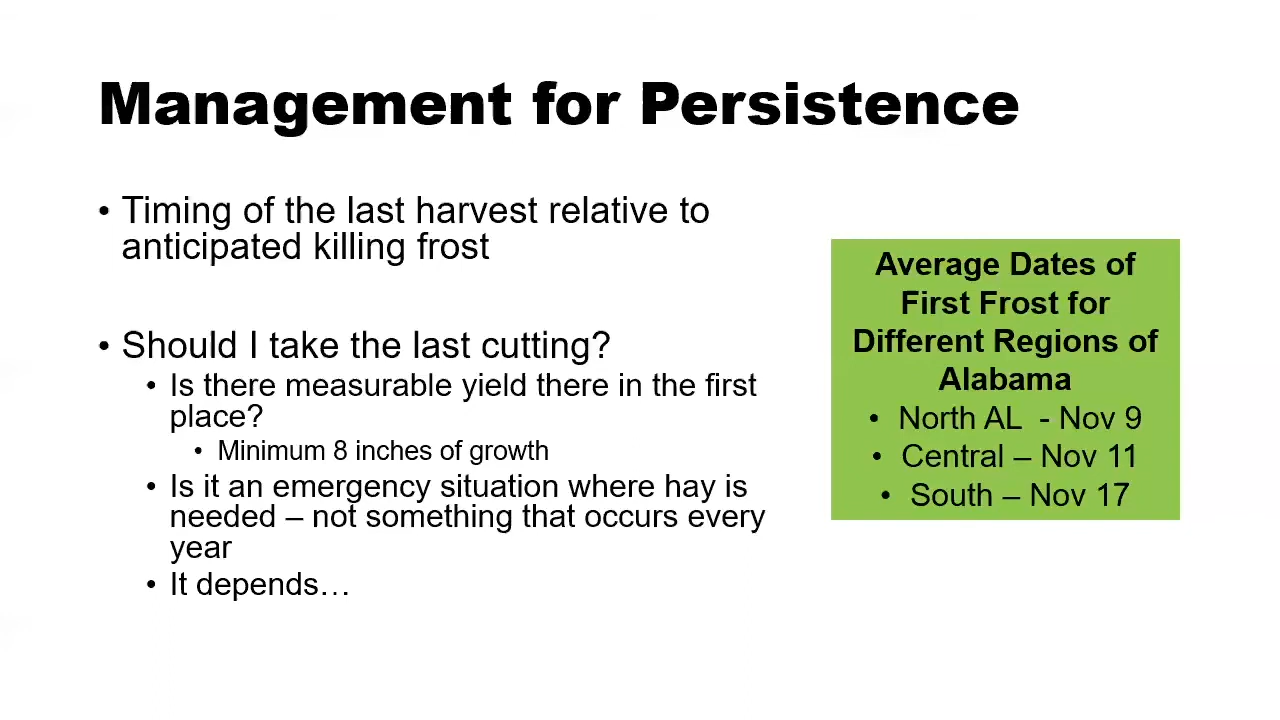 Management for Persistence
• Timing of the last harvest relative to
anticipated killing frost
• Should I take the last cutting?
• Is there measurable yield there in the first
place?
• Minimum 8 inches of growth
• Is it an emergency situation where hay is
needed – not something that occurs every
year
• It depends…
Average Dates of
First Frost for
Different Regions of
Alabama
• North AL - Nov 9
• Central – Nov 11
• South – Nov 17